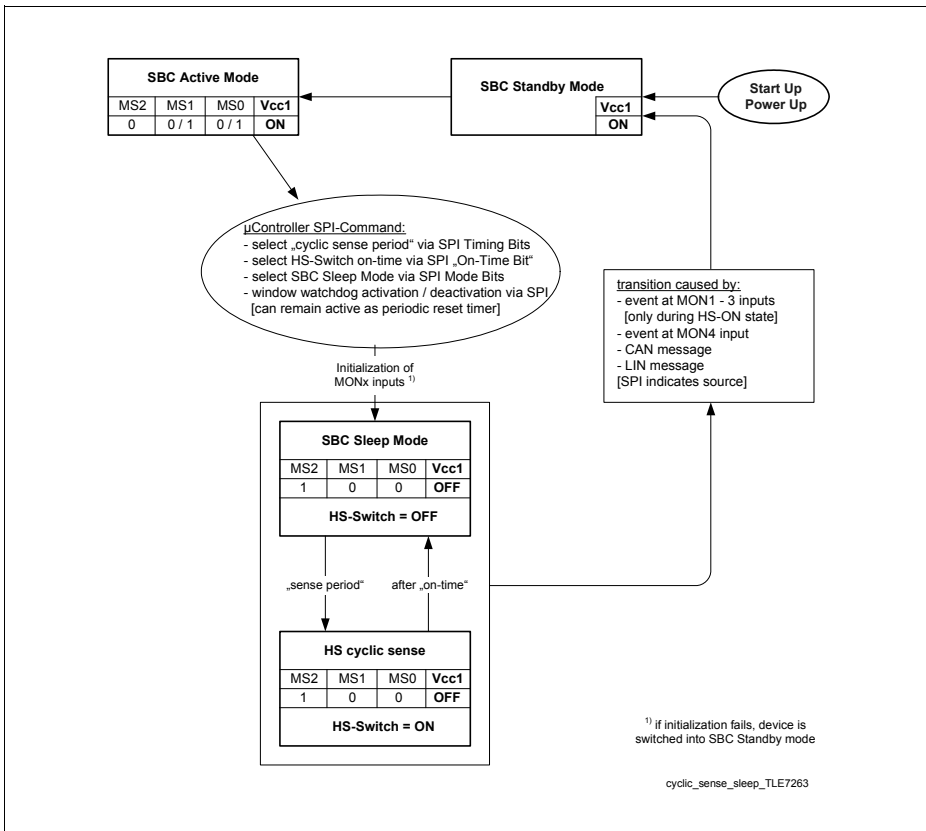 SBC Active Mode
MS2 MS1 MS0 Vcc1
0 0 / 1 0 / 1 ON
SBC Standby Mode
Vcc1
ON
Start Up
Power Up
µController SPI-Command:
- select „cyclic sense period“ via SPI Timing Bits
- select HS-Switch on-time via SPI „On-Time Bit“
- select SBC Sleep Mode via SPI Mode Bits
- window watchdog activation / deactivation via SPI
[can remain active as periodic reset timer]
transition caused by:
- event at MON1 - 3 inputs
[only during HS-ON state]
- event at MON4 input
- CAN message
- LIN message
[SPI indicates source]
Initialization of
MONx inputs 1)
SBC Sleep Mode
MS2 MS1 MS0 Vcc1
1 0 0 OFF
HS-Switch = OFF
„sense period“ after „on-time“
HS cyclic sense
MS2 MS1 MS0 Vcc1
1 0 0 OFF
HS-Switch = ON
1) if initialization fails, device is
switched into SBC Standby mode
cyclic_sense_sleep_TLE7263